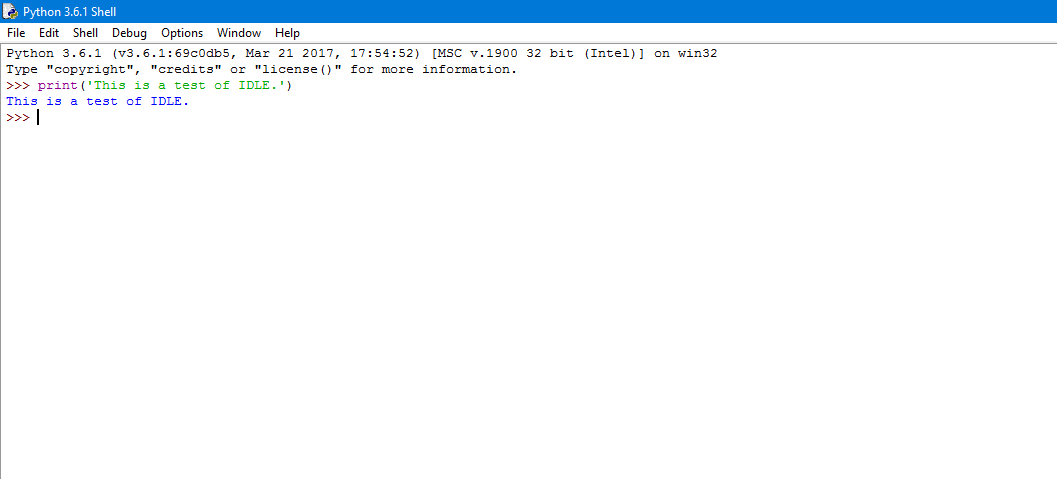 Python 3.6.1 Shell
File Edit Shell Debug Options Window Help
Python 3.6.1 (v3.6.1:69c0db5, Mar 21 2017, 17:54:52) [MSC v.1900 32 bit (Intel)] on win32
Type "copyright", "credits" or "license()" for more information.
>>> print('This is a test of IDLE.')
This is a test of IDLE.
>>>